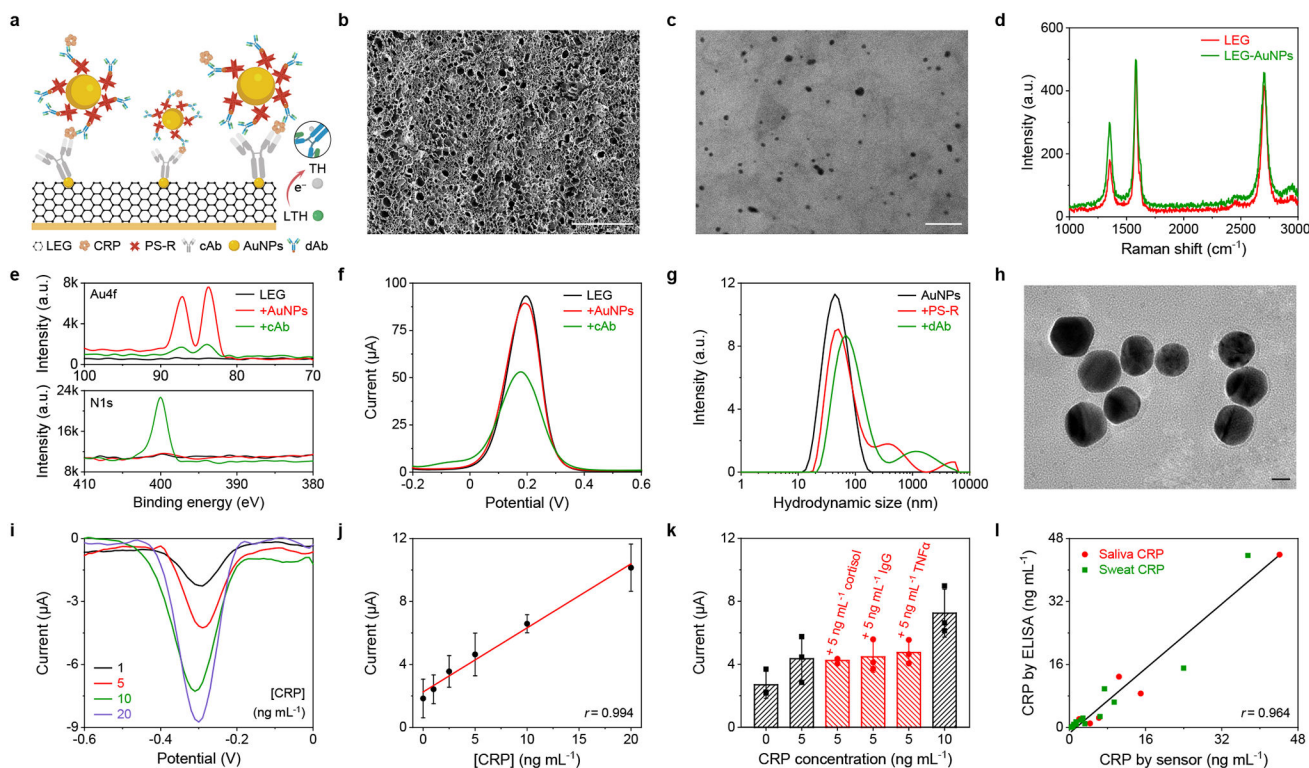 a
TH
e⁻
LTH
LEG CRP PS-R cAb AuNPs dAb
b
c
d
LEG
LEG-AuNPs
Intensity (a.u.)
600
400
200
0
1000 1500 2000 2500 3000
Raman shift (cm⁻¹)
e
Au4f
LEG
+AuNPs
+cAb
Intensity (a.u.)
8k
4k
0
100 90 80 70
N1s
Intensity (a.u.)
24k
16k
8k
410 400 390 380
Binding energy (eV)
f
LEG
+AuNPs
+cAb
Current (µA)
100
75
50
25
0
-0.2 0 0.2 0.4 0.6
Potential (V)
g
AuNPs
+PS-R
+dAb
Intensity (a.u.)
12
9
6
3
0
1 10 100 1000 10000
Hydrodynamic size (nm)
h
i
Current (µA)
0
-3
-6
-9
1
5
10
20
[CRP]
(ng mL⁻¹)
-0.6 -0.4 -0.2 0
Potential (V)
j
Current (µA)
12
8
4
0
r = 0.994
0 5 10 15 20
[CRP] (ng mL⁻¹)
k
Current (µA)
12
8
4
0
+ 5 ng mL⁻¹ cortisol
+ 5 ng mL⁻¹ IgG
+ 5 ng mL⁻¹ TNFα
0 5 5 5 5 10
CRP concentration (ng mL⁻¹)
l
Saliva CRP
Sweat CRP
CRP by ELISA (ng mL⁻¹)
48
32
16
0
r = 0.964
0 16 32 48
CRP by sensor (ng mL⁻¹)